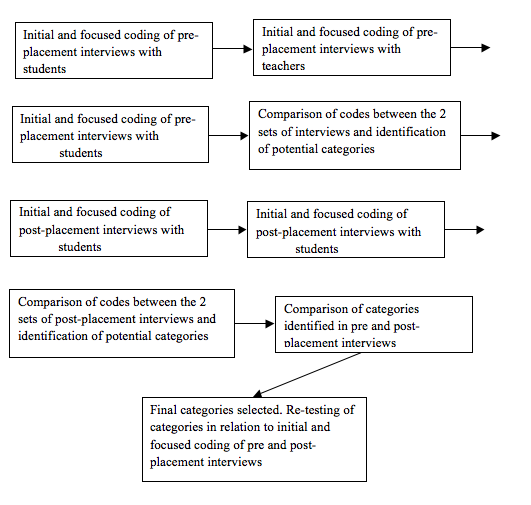 Initial and focused coding of pre-
placement interviews with
students
Initial and focused coding of pre-
placement interviews with
teachers
Initial and focused coding of pre-
placement interviews with
students
Comparison of codes between the 2
sets of interviews and identification
of potential categories
Initial and focused coding of
post-placement interviews with
students
Initial and focused coding of
post-placement interviews with
students
Comparison of codes between the 2
sets of post-placement interviews and
identification of potential categories
Comparison of categories
identified in pre and post-
placement interviews
Final categories selected. Re-testing of
categories in relation to initial and
focused coding of pre and post-
placement interviews